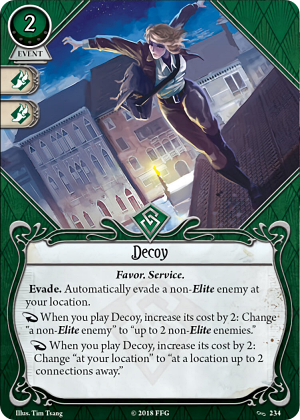 2
EVENT
Decoy
Favor. Service.
Evade. Automatically evade a non-Elite enemy at
your location.
When you play Decoy, increase its cost by 2: Change
"a non-Elite enemy" to "up to 2 non-Elite enemies."
When you play Decoy, increase its cost by 2:
Change "at your location" to "at a location up to 2
connections away."
Illus. Tim Tsang
© 2018 FFG
234